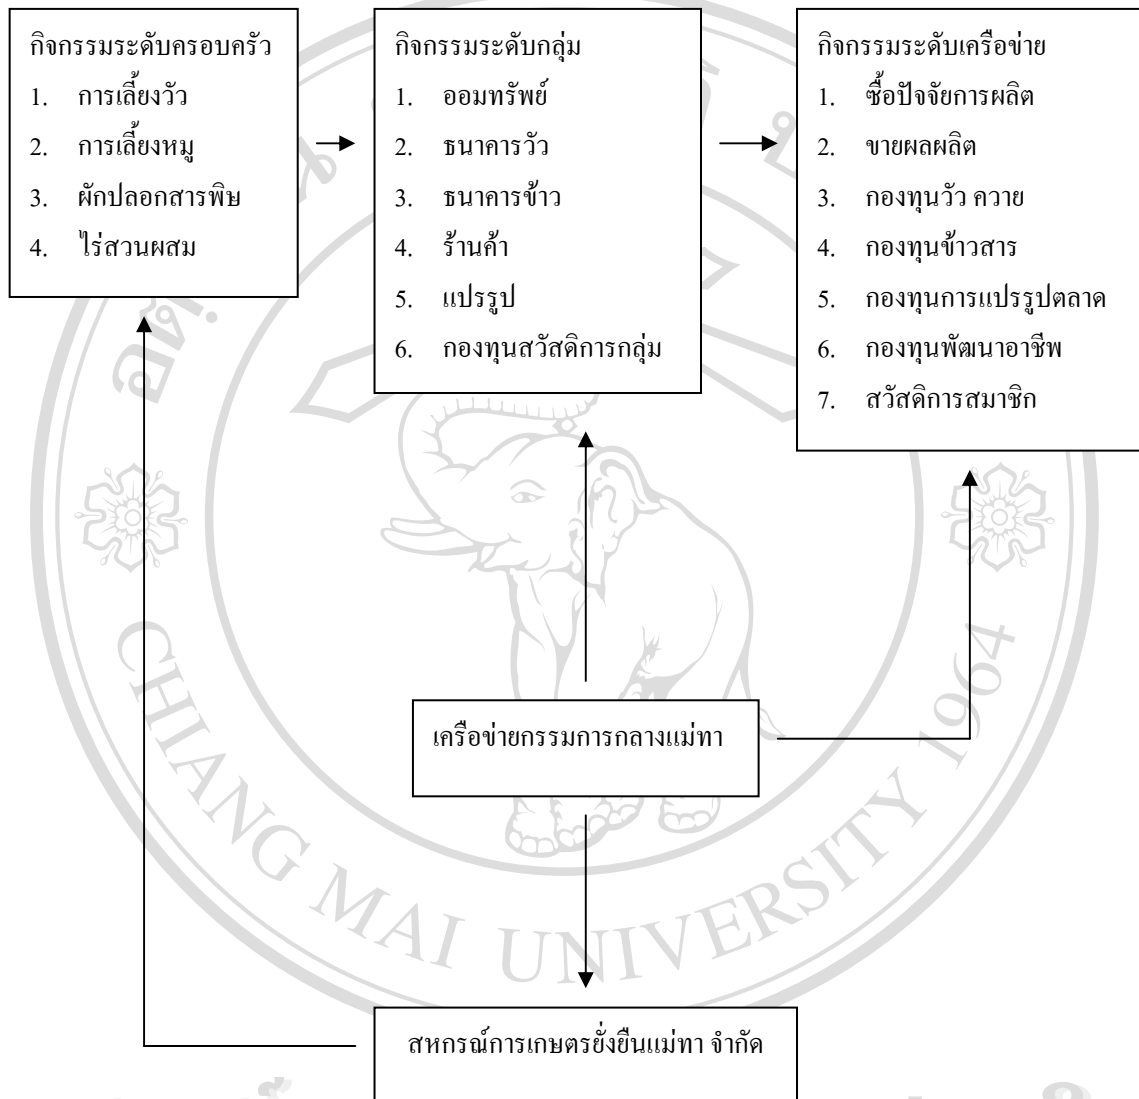 กิจกรรมระดับครอบครัว
1. การเลี้ยงวัว
2. การเลี้ยงหมู
3. ผักปลอกสารพิษ
4. ไร่สวนผสม
กิจกรรมระดับกลุ่ม
1. ออมทรัพย์
2. ธนาคารวัว
3. ธนาคารข้าว
4. ร้านค้า
5. แปรรูป
6. กองทุนสวัสดิการกลุ่ม
กิจกรรมระดับเครือข่าย
1. ซื้อปัจจัยการผลิต
2. ขายผลผลิต
3. กองทุนวัว ควาย
4. กองทุนข้าวสาร
5. กองทุนการแปรรูปตลาด
6. กองทุนพัฒนาอาชีพ
7. สวัสดิการสมาชิก
เครือข่ายกรรมการกลางแม่ทา
สหกรณ์การเกษตรยั่งยืนแม่ทา จำกัด
CHIANG MAI UNIVERSITY 1964